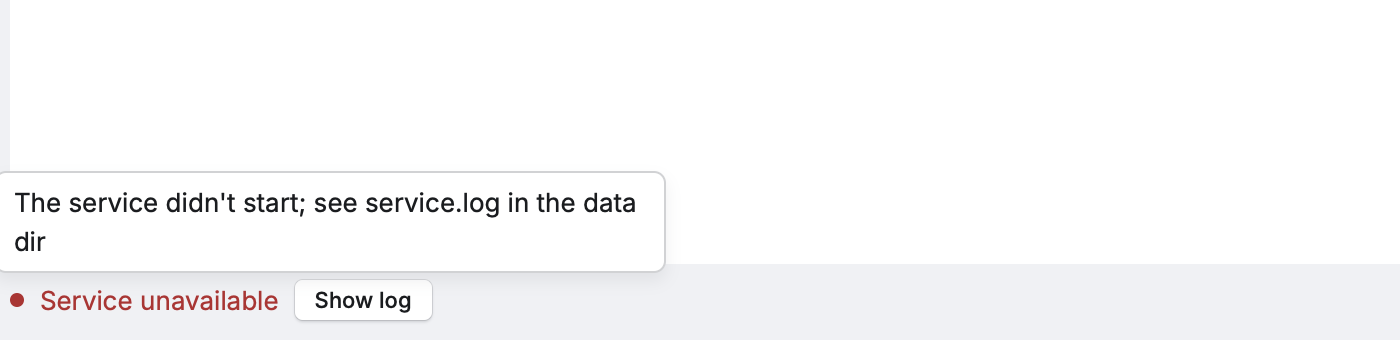 The service didn't start; see service.log in the data
dir
Service unavailable
Show log